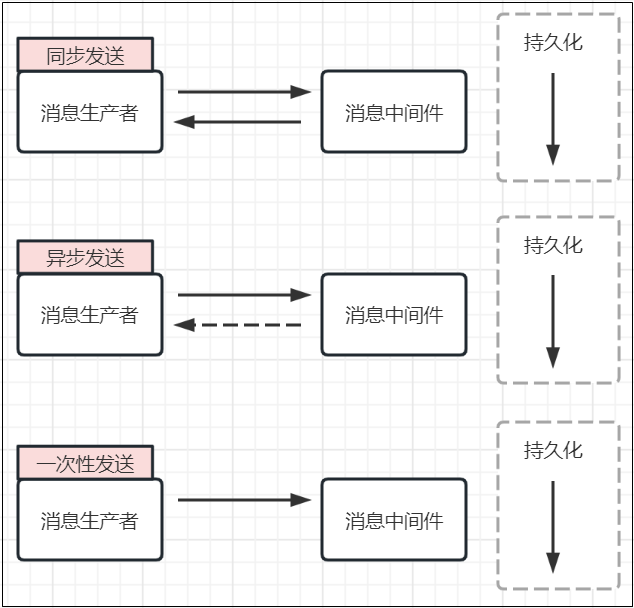 同步发送
持久化
消息生产者
消息中间件
异步发送
持久化
消息生产者
消息中间件
一次性发送
持久化
消息生产者
消息中间件